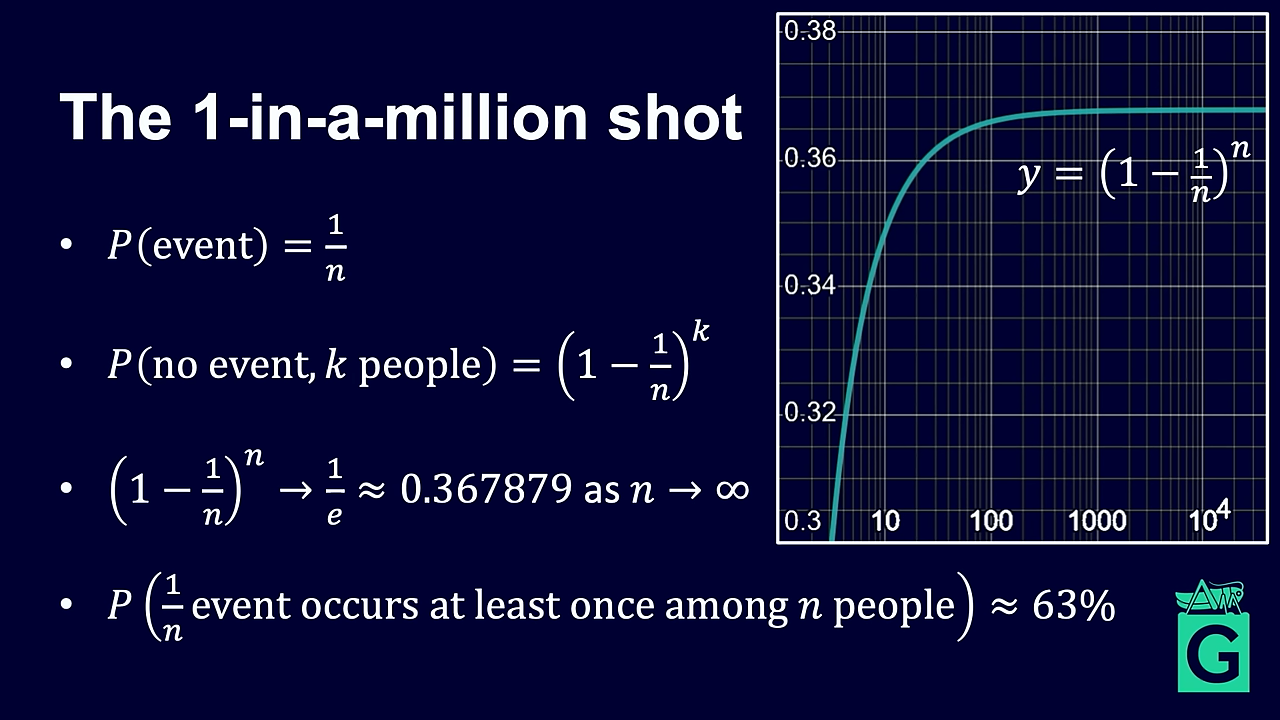 The 1-in-a-million shot
• P(event) = 1/n
• P(no event, k people) = (1 − 1/n)^k
• (1 − 1/n)^n → 1/e ≈ 0.367879 as n → ∞
• P(1/n event occurs at least once among n people) ≈ 63%
0.38
0.36
y = (1 − 1/n)^n
0.34
0.32
0.3 10 100 1000 10^4
G